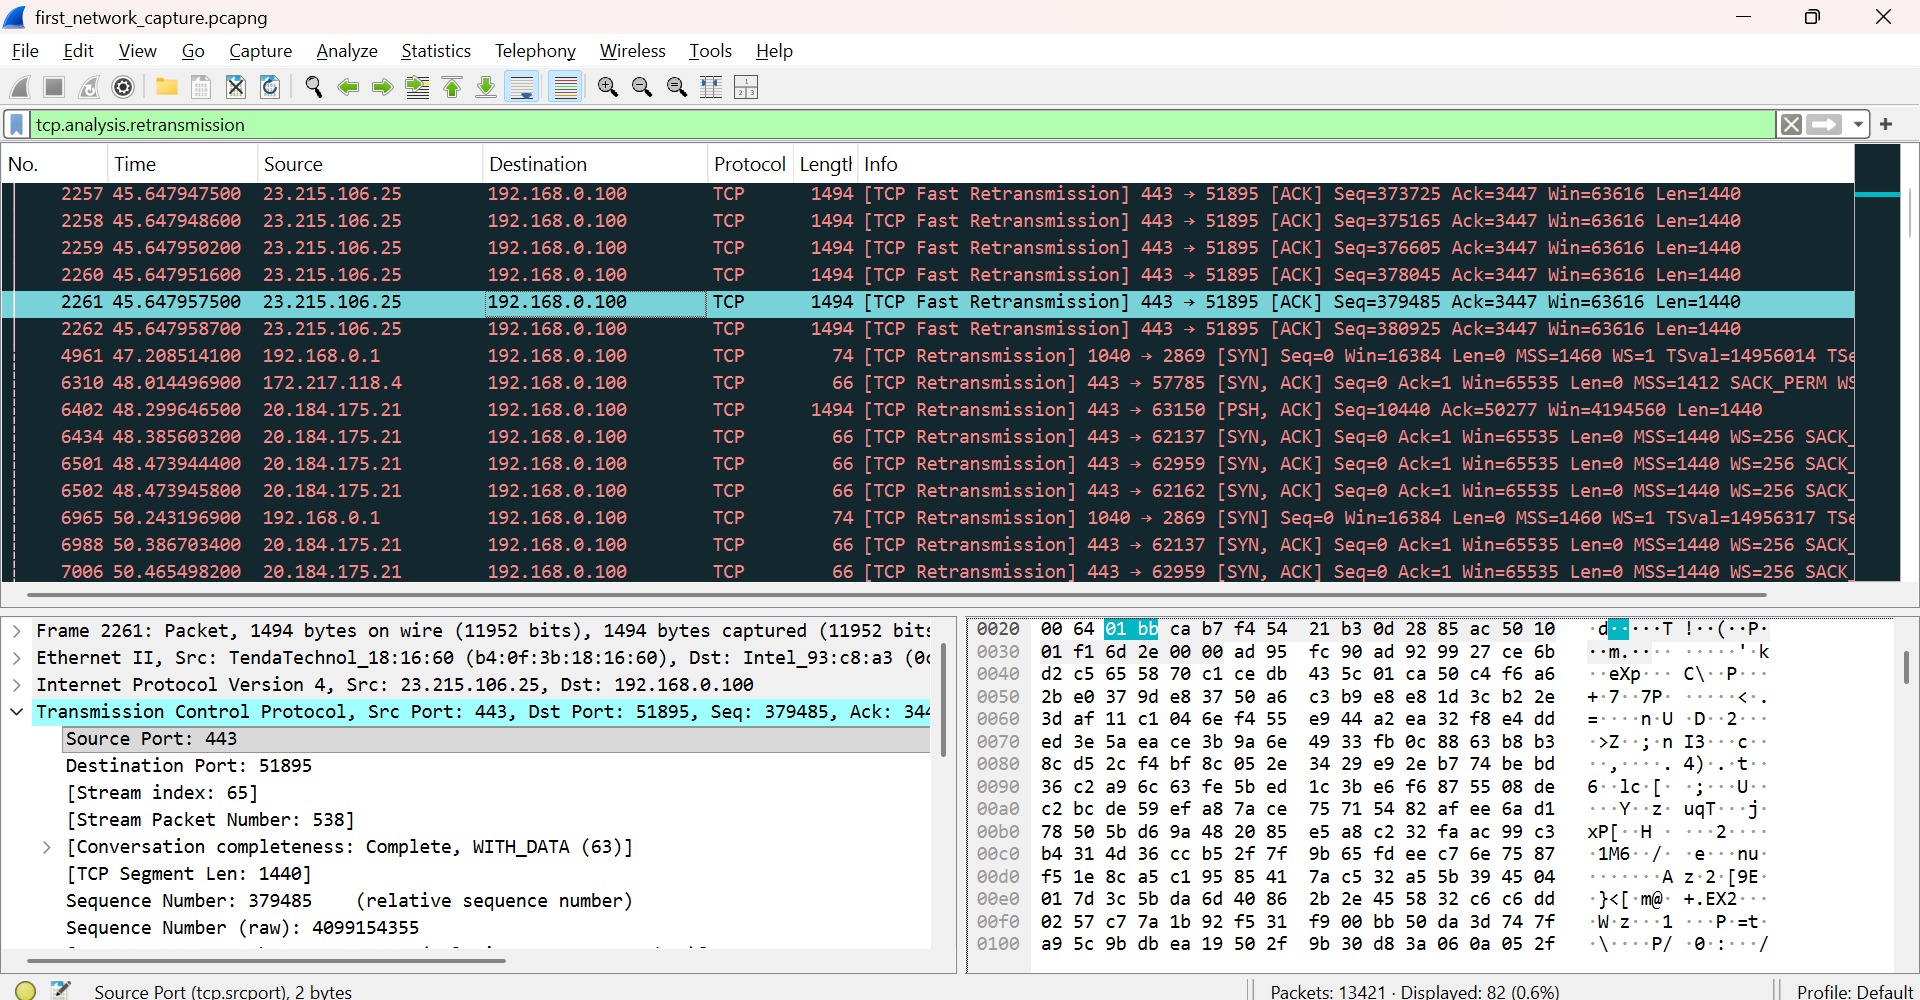 first_network_capture.pcapng
File Edit View Go Capture Analyze Statistics Telephony Wireless Tools Help
tcp.analysis.retransmission
No. Time Source Destination Protocol Length Info
2257 45.647947500 23.215.106.25 192.168.0.100 TCP 1494 [TCP Fast Retransmission] 443 → 51895 [ACK] Seq=373725 Ack=3447 Win=63616 Len=1440
2258 45.647948600 23.215.106.25 192.168.0.100 TCP 1494 [TCP Fast Retransmission] 443 → 51895 [ACK] Seq=375165 Ack=3447 Win=63616 Len=1440
2259 45.647950200 23.215.106.25 192.168.0.100 TCP 1494 [TCP Fast Retransmission] 443 → 51895 [ACK] Seq=376605 Ack=3447 Win=63616 Len=1440
2260 45.647951600 23.215.106.25 192.168.0.100 TCP 1494 [TCP Fast Retransmission] 443 → 51895 [ACK] Seq=378045 Ack=3447 Win=63616 Len=1440
2261 45.647957500 23.215.106.25 192.168.0.100 TCP 1494 [TCP Fast Retransmission] 443 → 51895 [ACK] Seq=379485 Ack=3447 Win=63616 Len=1440
2262 45.647958700 23.215.106.25 192.168.0.100 TCP 1494 [TCP Fast Retransmission] 443 → 51895 [ACK] Seq=380925 Ack=3447 Win=63616 Len=1440
4961 47.208514100 192.168.0.1 192.168.0.100 TCP 74 [TCP Retransmission] 1040 → 2869 [SYN] Seq=0 Win=16384 Len=0 MSS=1460 WS=1 TSval=14956014 TSe
6310 48.014496900 172.217.118.4 192.168.0.100 TCP 66 [TCP Retransmission] 443 → 57785 [SYN, ACK] Seq=0 Ack=1 Win=65535 Len=0 MSS=1412 SACK_PERM WS
6402 48.299646500 20.184.175.21 192.168.0.100 TCP 1494 [TCP Retransmission] 443 → 63150 [PSH, ACK] Seq=10440 Ack=50277 Win=4194560 Len=1440
6434 48.385603200 20.184.175.21 192.168.0.100 TCP 66 [TCP Retransmission] 443 → 62137 [SYN, ACK] Seq=0 Ack=1 Win=65535 Len=0 MSS=1440 WS=256 SACK_
6501 48.473944400 20.184.175.21 192.168.0.100 TCP 66 [TCP Retransmission] 443 → 62959 [SYN, ACK] Seq=0 Ack=1 Win=65535 Len=0 MSS=1440 WS=256 SACK_
6502 48.473945800 20.184.175.21 192.168.0.100 TCP 66 [TCP Retransmission] 443 → 62162 [SYN, ACK] Seq=0 Ack=1 Win=65535 Len=0 MSS=1440 WS=256 SACK_
6965 50.243196900 192.168.0.1 192.168.0.100 TCP 74 [TCP Retransmission] 1040 → 2869 [SYN] Seq=0 Win=16384 Len=0 MSS=1460 WS=1 TSval=14956317 TSe
6988 50.386703400 20.184.175.21 192.168.0.100 TCP 66 [TCP Retransmission] 443 → 62137 [SYN, ACK] Seq=0 Ack=1 Win=65535 Len=0 MSS=1440 WS=256 SACK_
7006 50.465498200 20.184.175.21 192.168.0.100 TCP 66 [TCP Retransmission] 443 → 62959 [SYN, ACK] Seq=0 Ack=1 Win=65535 Len=0 MSS=1440 WS=256 SACK_
Frame 2261: Packet, 1494 bytes on wire (11952 bits), 1494 bytes captured (11952 bits
Ethernet II, Src: TendaTechnol_18:16:60 (b4:0f:3b:18:16:60), Dst: Intel_93:c8:a3 (0c
Internet Protocol Version 4, Src: 23.215.106.25, Dst: 192.168.0.100
Transmission Control Protocol, Src Port: 443, Dst Port: 51895, Seq: 379485, Ack: 344
Source Port: 443
Destination Port: 51895
[Stream index: 65]
[Stream Packet Number: 538]
[Conversation completeness: Complete, WITH_DATA (63)]
[TCP Segment Len: 1440]
Sequence Number: 379485 (relative sequence number)
Sequence Number (raw): 4099154355
0020 00 64 01 bb ca b7 f4 54 21 b3 0d 28 85 ac 50 10 ·d·····T !··(··P·
0030 01 f1 6d 2e 00 00 ad 95 fc 90 ad 92 99 27 ce 6b ··m.···· ·····'·k
0040 d2 c5 65 58 70 c1 ce db 43 5c 01 ca 50 c4 f6 a6 ··eXp··· C\··P···
0050 2b e0 37 9d e8 37 50 a6 c3 b9 e8 e8 1d 3c b2 2e +·7··7P· ·····<·.
0060 3d af 11 c1 04 6e f4 55 e9 44 a2 ea 32 f8 e4 dd =····n·U ·D··2···
0070 ed 3e 5a ea ce 3b 9a 6e 49 33 fb 0c 88 63 b8 b3 ·>Z··;·n I3···c··
0080 8c d5 2c f4 bf 8c 05 2e 34 29 e9 2e b7 74 be bd ··,····. 4)·.·t··
0090 36 c2 a9 6c 63 fe 5b ed 1c 3b e6 f6 87 55 08 de 6··lc·[· ·;···U··
00a0 c2 bc de 59 ef a8 7a ce 75 71 54 82 af ee 6a d1 ···Y··z· uqT···j·
00b0 78 50 5b d6 9a 48 20 85 e5 a8 c2 32 fa ac 99 c3 xP[··H · ···2····
00c0 b4 31 4d 36 cc b5 2f 7f 9b 65 fd ee c7 6e 75 87 ·1M6··/· ·e···nu·
00d0 f5 1e 8c a5 c1 95 85 41 7a c5 32 a5 5b 39 45 04 ·······A z·2·[9E·
00e0 01 7d 3c 5b da 6d 40 86 2b 2e 45 58 32 c6 c6 dd ·}<[·m@· +.EX2···
00f0 02 57 c7 7a 1b 92 f5 31 f9 00 bb 50 da 3d 74 7f ·W·z···1 ···P·=t·
0100 a9 5c 9b db ea 19 50 2f 9b 30 d8 3a 06 0a 05 2f ·\····P/ ·0·:···/
Source Port (tcp.srcport), 2 bytes
Packets: 13421 · Displayed: 82 (0.6%)
Profile: Default